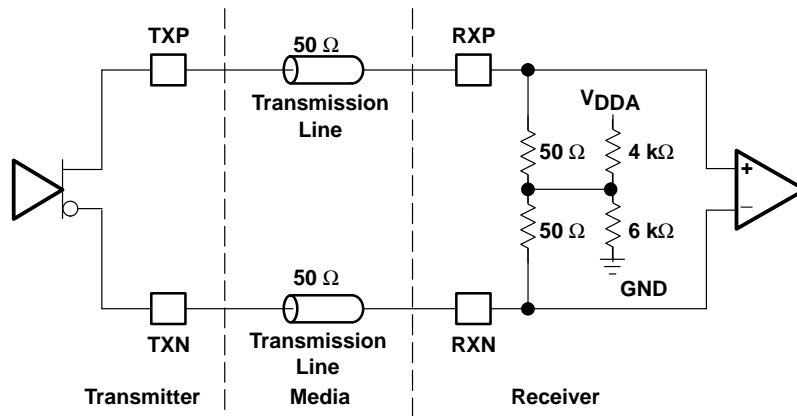 TXP
50 Ω
RXP
Transmission
Line
VDDA
50 Ω
4 kΩ
+
50 Ω
6 kΩ
−
GND
50 Ω
TXN
Transmission
Line
RXN
Transmitter
Media
Receiver